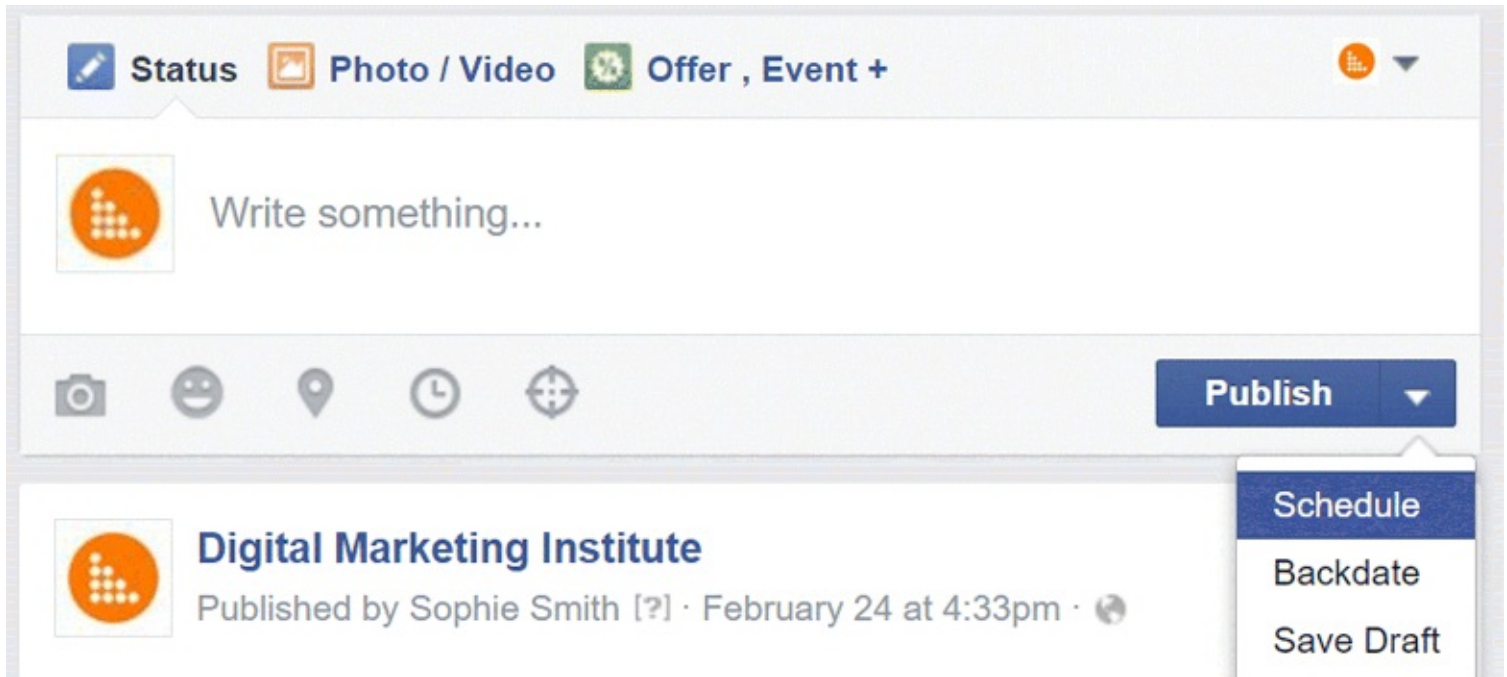 Status Photo / Video Offer , Event +
Write something...
Publish
Schedule
Backdate
Save Draft
Digital Marketing Institute
Published by Sophie Smith [?] · February 24 at 4:33pm ·